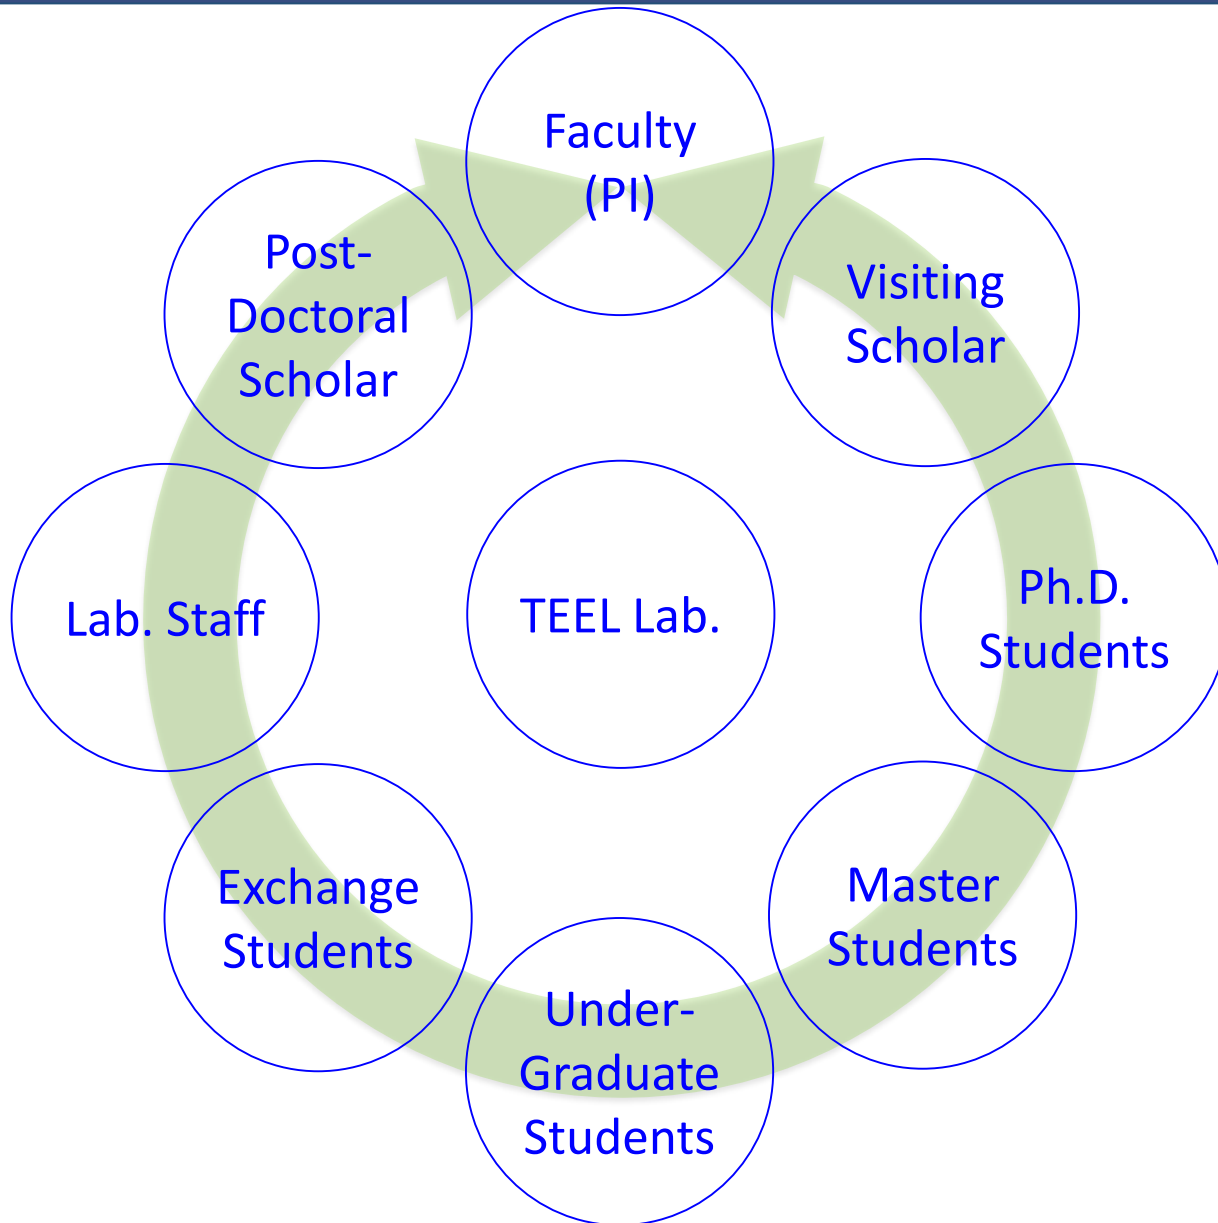 Faculty
(PI)
Post-
Doctoral
Scholar
Visiting
Scholar
Lab. Staff
TEEL Lab.
Ph.D.
Students
Exchange
Students
Master
Students
Under-
Graduate
Students